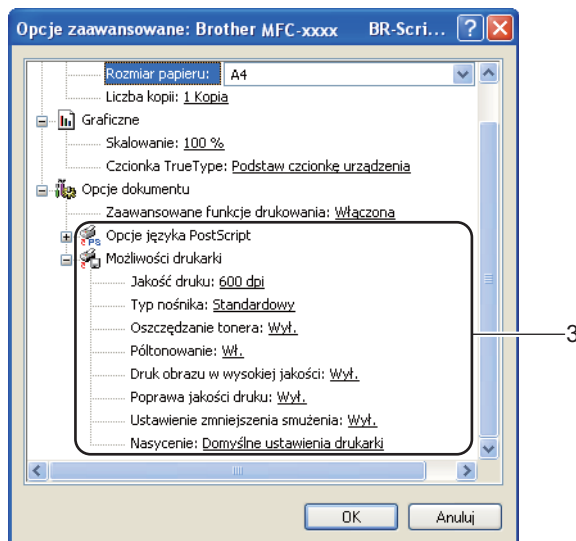 Opcje zaawansowane: Brother MFC-xxxx BR-Scri...
Rozmiar papieru: A4
Liczba kopii: 1 Kopia
Graficzne
Skalowanie: 100 %
Czcionka TrueType: Podstaw czcionkę urządzenia
Opcje dokumentu
Zaawansowane funkcje drukowania: Włączona
Opcje języka PostScript
Możliwości drukarki
Jakość druku: 600 dpi
Typ nośnika: Standardowy
Oszczędzanie tonera: Wył.
Półtonowanie: Wł.
Druk obrazu w wysokiej jakości: Wył.
Poprawa jakości druku: Wył.
Ustawienie zmniejszenia smużenia: Wył.
Nasycenie: Domyślne ustawienia drukarki
3
OK Anuluj